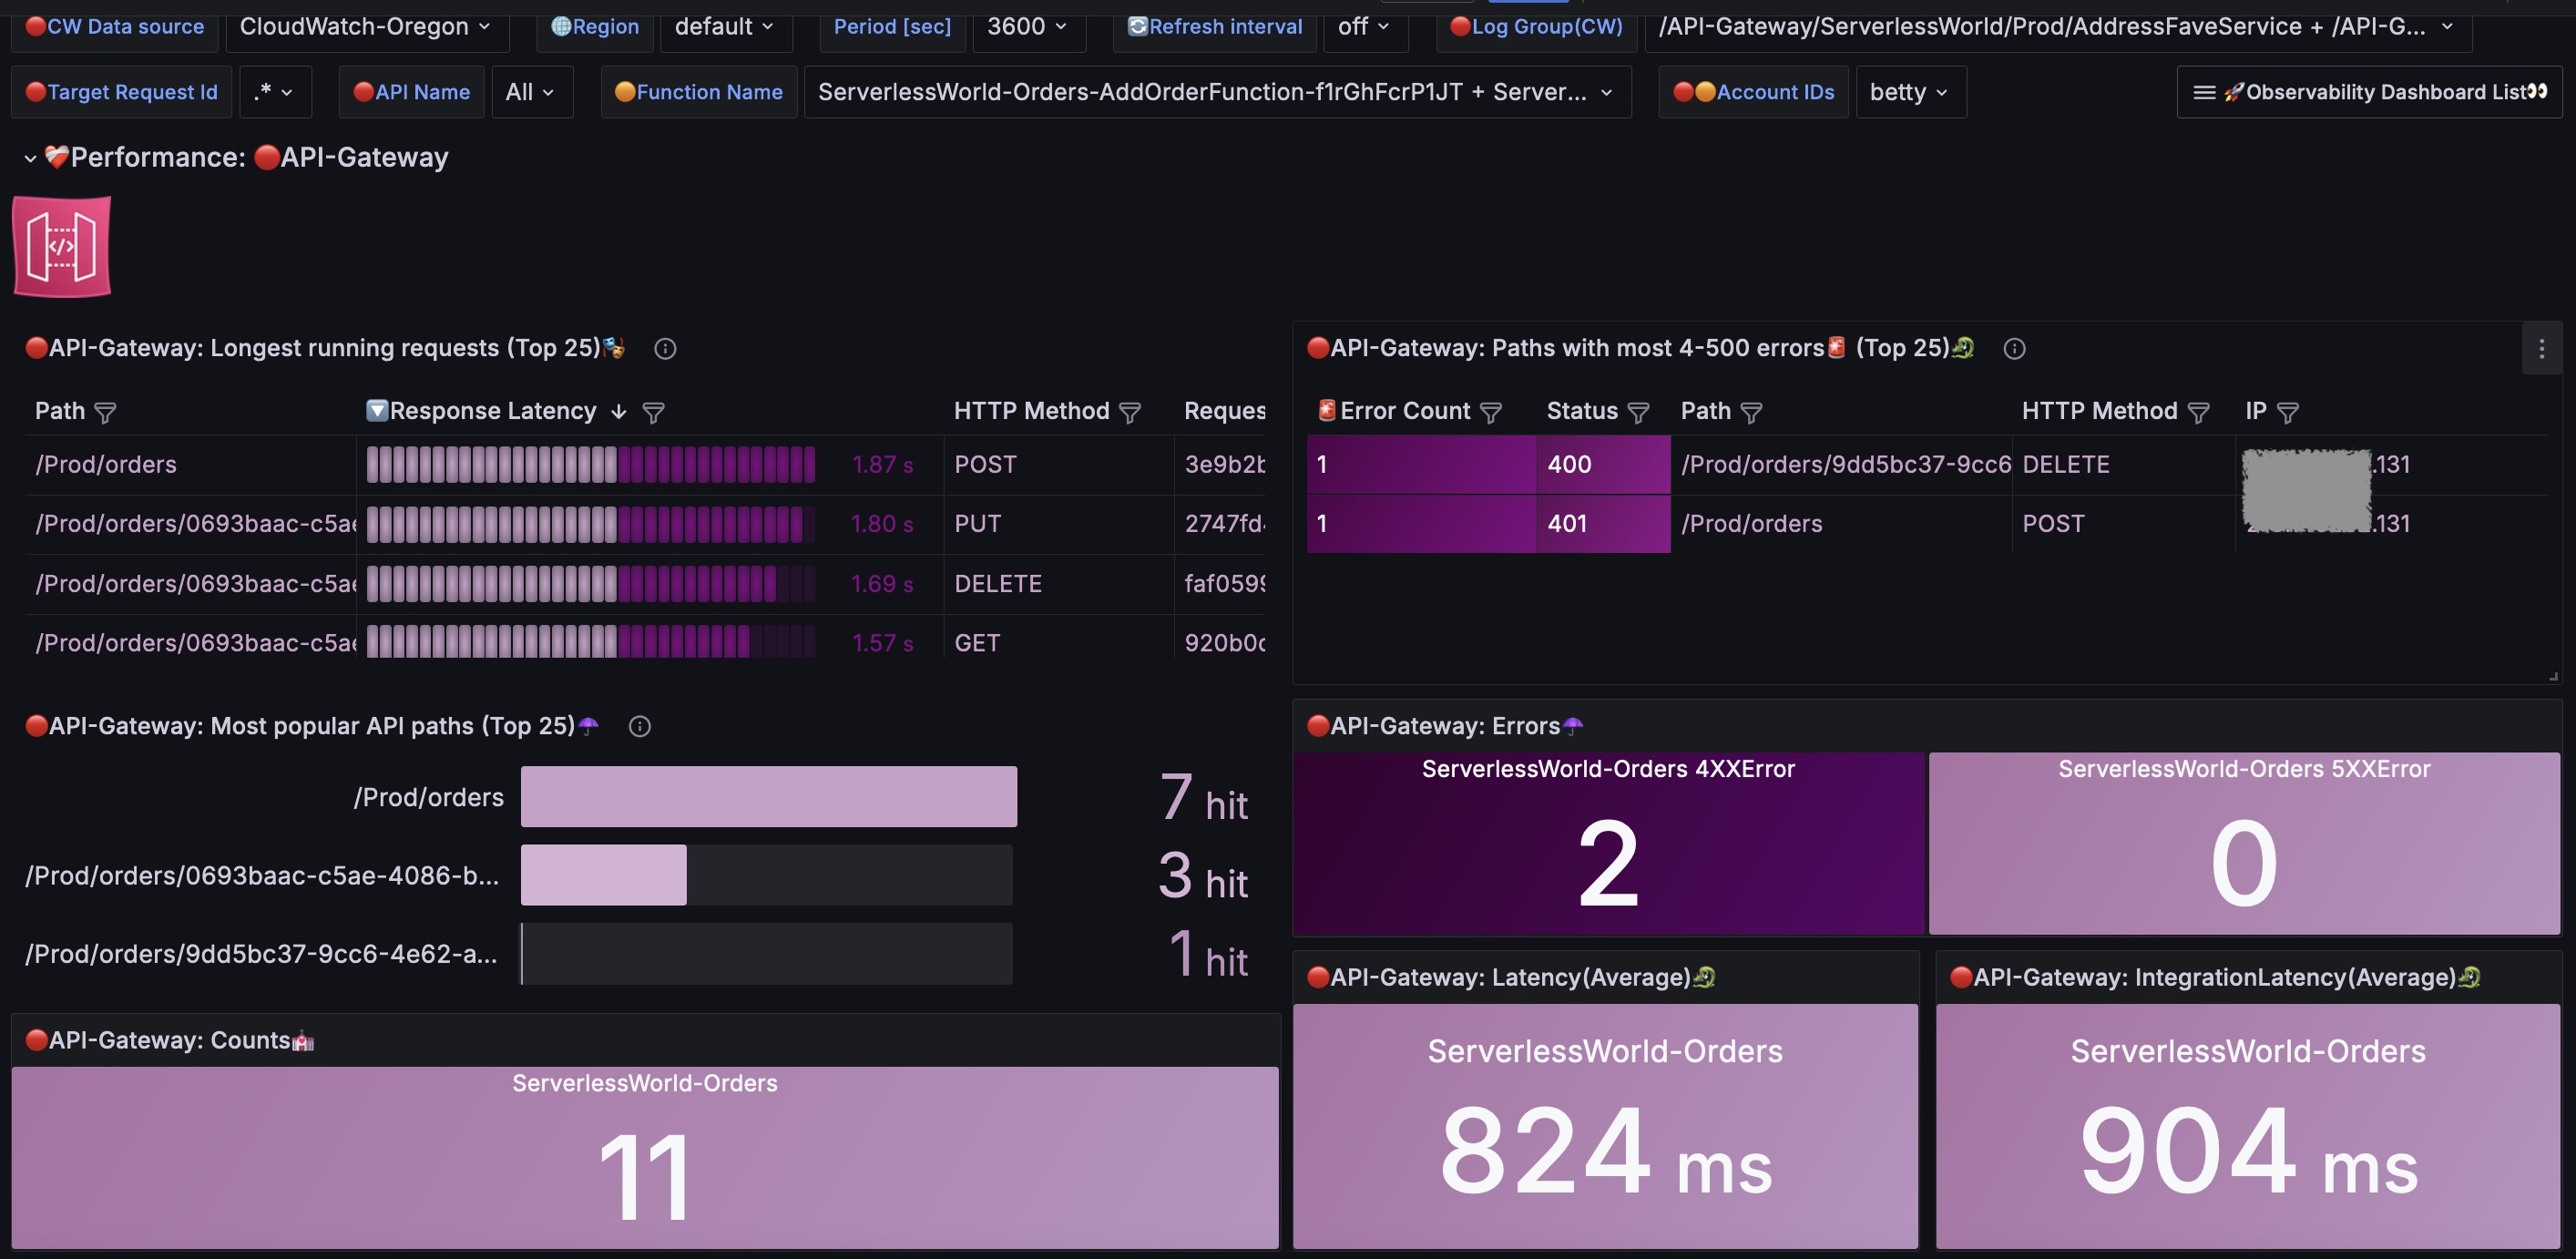 CW Data source
CloudWatch-Oregon
Region
default
Period [sec]
3600
Refresh interval
off
Log Group(CW)
/API-Gateway/ServerlessWorld/Prod/AddressFaveService + /API-G...
Target Request Id
.*
API Name
All
Function Name
ServerlessWorld-Orders-AddOrderFunction-f1rGhFcrP1JT + Server...
Account IDs
betty
Observability Dashboard List
Performance: API-Gateway
</>
API-Gateway: Longest running requests (Top 25)
Path
Response Latency
HTTP Method
Reques
/Prod/orders
1.87 s
POST
3e9b2b
/Prod/orders/0693baac-c5ae
1.80 s
PUT
2747fd
/Prod/orders/0693baac-c5ae
1.69 s
DELETE
faf0599
/Prod/orders/0693baac-c5ae
1.57 s
GET
920b0c
API-Gateway: Paths with most 4-500 errors (Top 25)
Error Count
Status
Path
HTTP Method
IP
1
400
/Prod/orders/9dd5bc37-9cc6
DELETE
.131
1
401
/Prod/orders
POST
.131
API-Gateway: Most popular API paths (Top 25)
/Prod/orders
7 hit
/Prod/orders/0693baac-c5ae-4086-b...
3 hit
/Prod/orders/9dd5bc37-9cc6-4e62-a...
1 hit
API-Gateway: Errors
ServerlessWorld-Orders 4XXError
2
ServerlessWorld-Orders 5XXError
0
API-Gateway: Counts
ServerlessWorld-Orders
11
API-Gateway: Latency(Average)
ServerlessWorld-Orders
824 ms
API-Gateway: IntegrationLatency(Average)
ServerlessWorld-Orders
904 ms